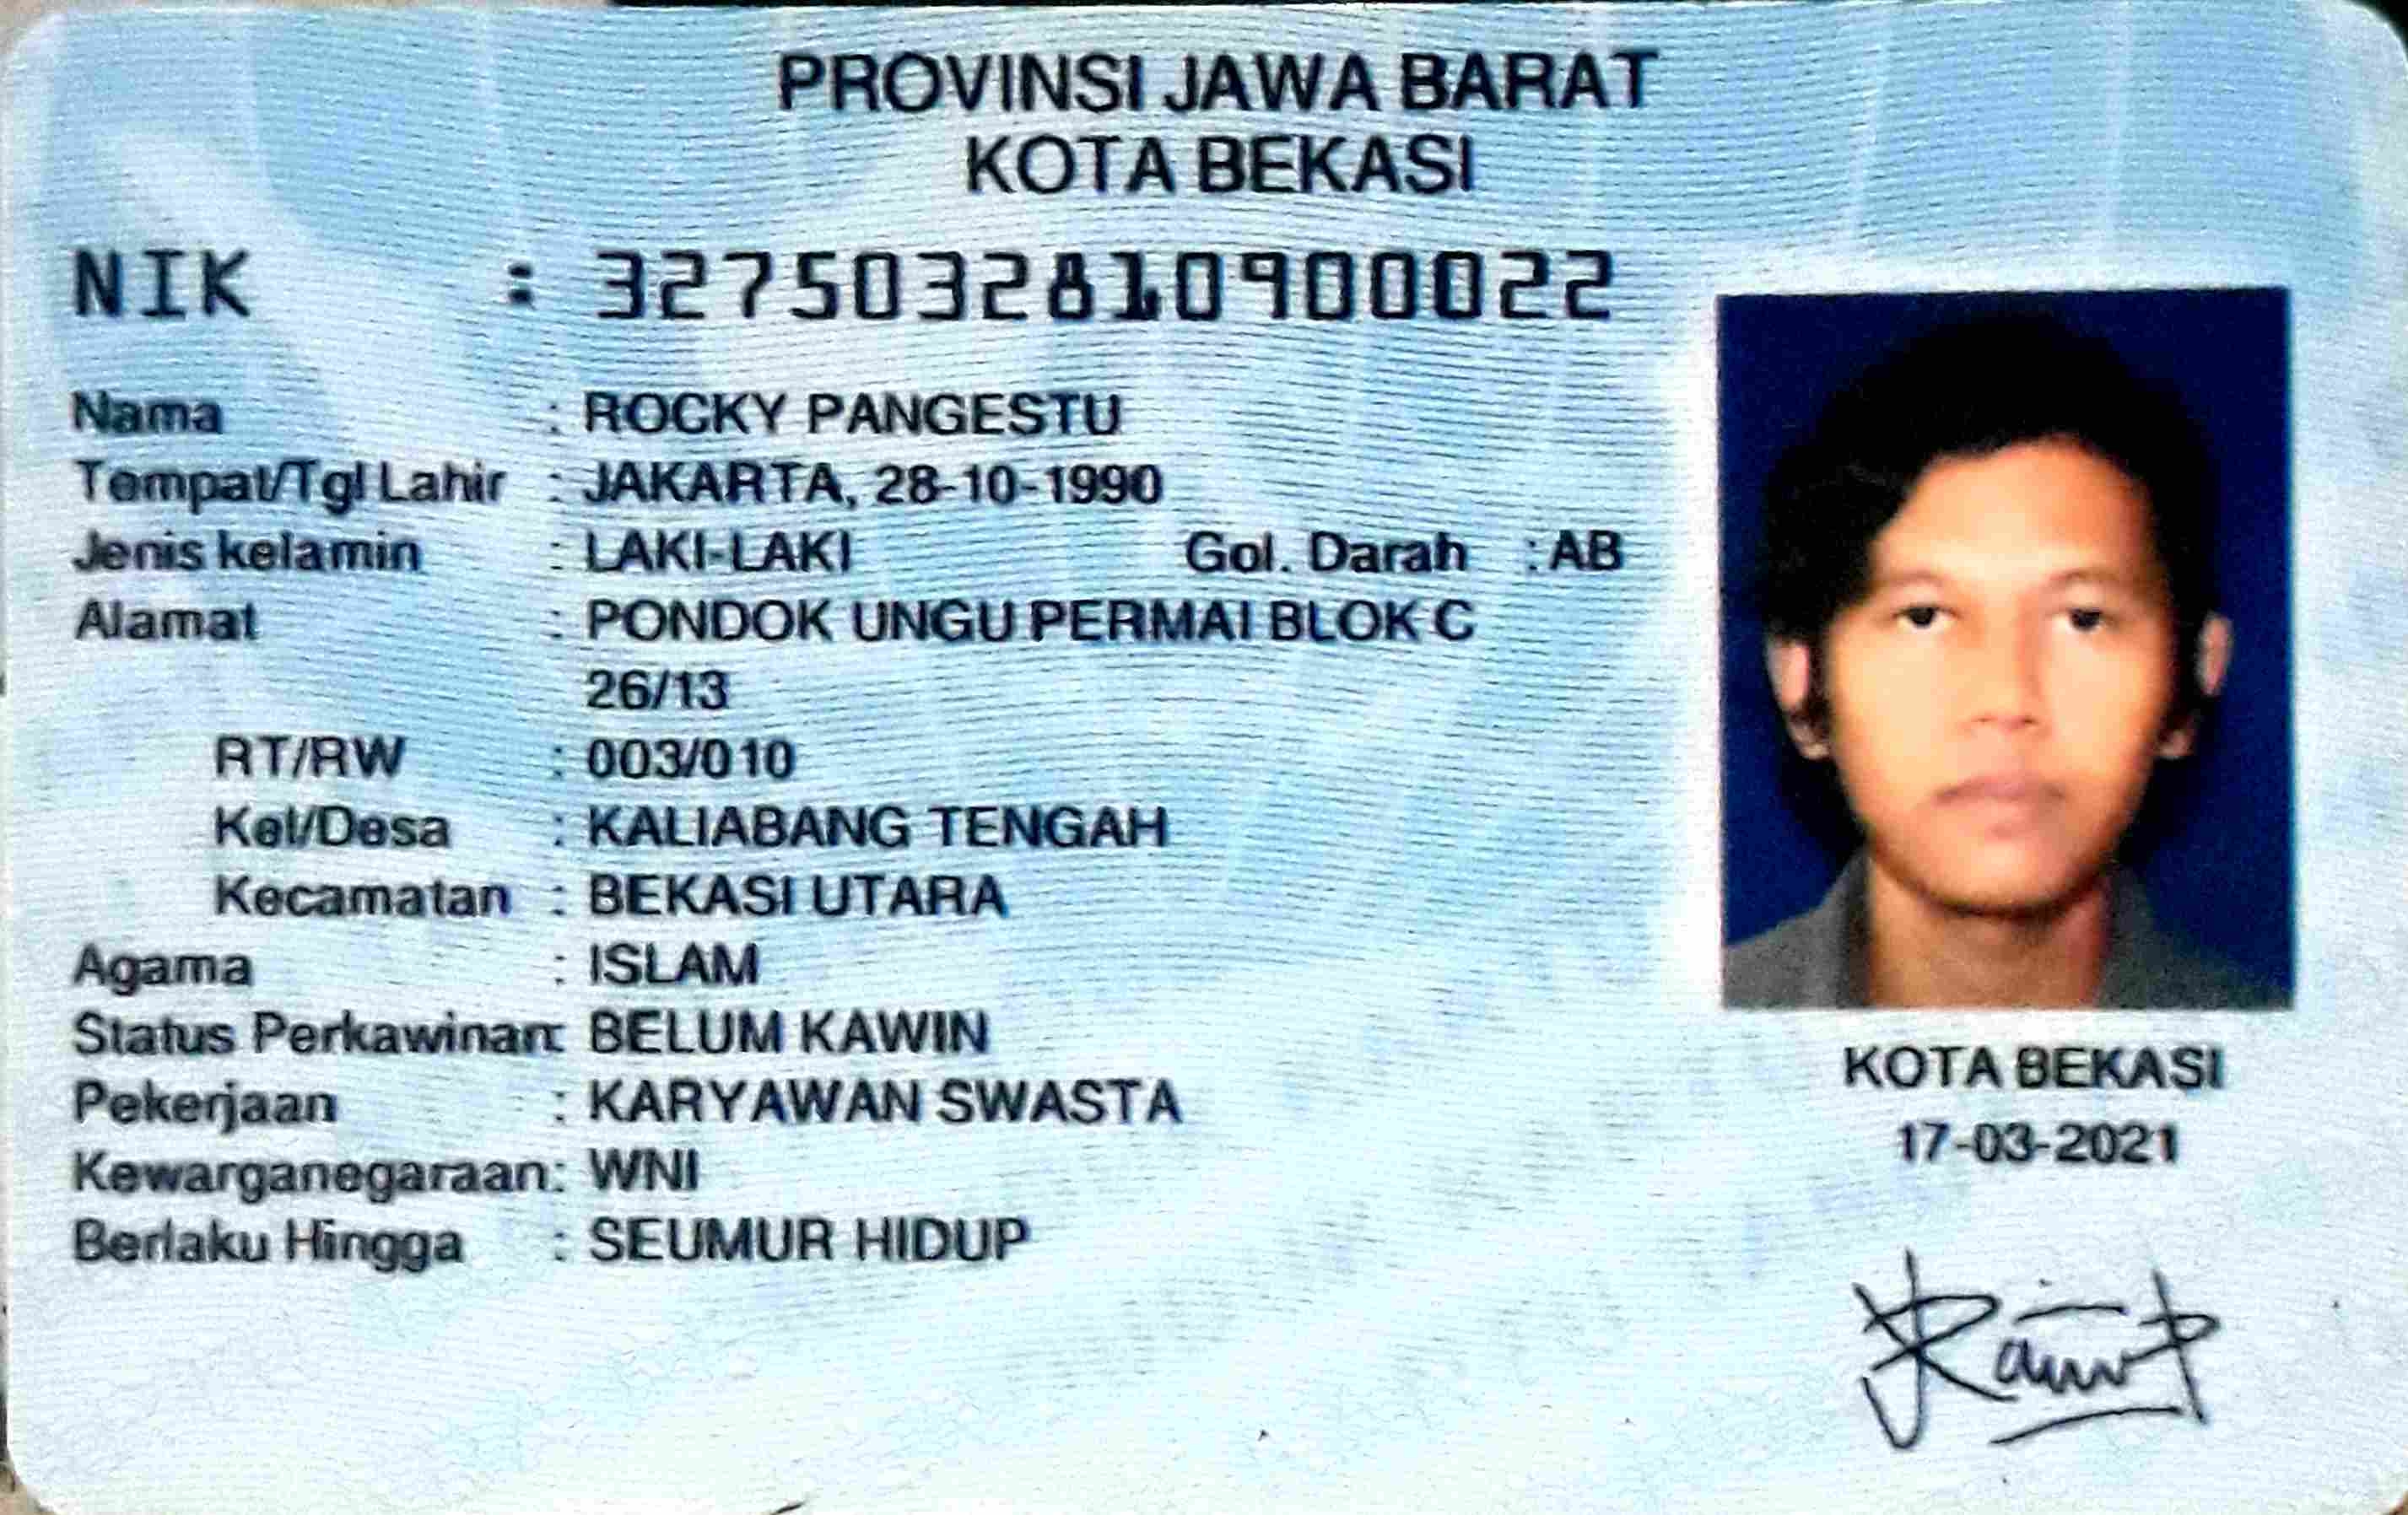 PROVINSI JAWA BARAT
KOTA BEKASI
NIK : 3275032810900022
Nama : ROCKY PANGESTU
Tempat/Tgl Lahir : JAKARTA, 28-10-1990
Jenis kelamin : LAKI-LAKI Gol. Darah : AB
Alamat : PONDOK UNGU PERMAI BLOK C
26/13
RT/RW : 003/010
Kel/Desa : KALIABANG TENGAH
Kecamatan : BEKASI UTARA
Agama : ISLAM
Status Perkawinan: BELUM KAWIN
Pekerjaan : KARYAWAN SWASTA
Kewarganegaraan: WNI
Berlaku Hingga : SEUMUR HIDUP
KOTA BEKASI
17-03-2021